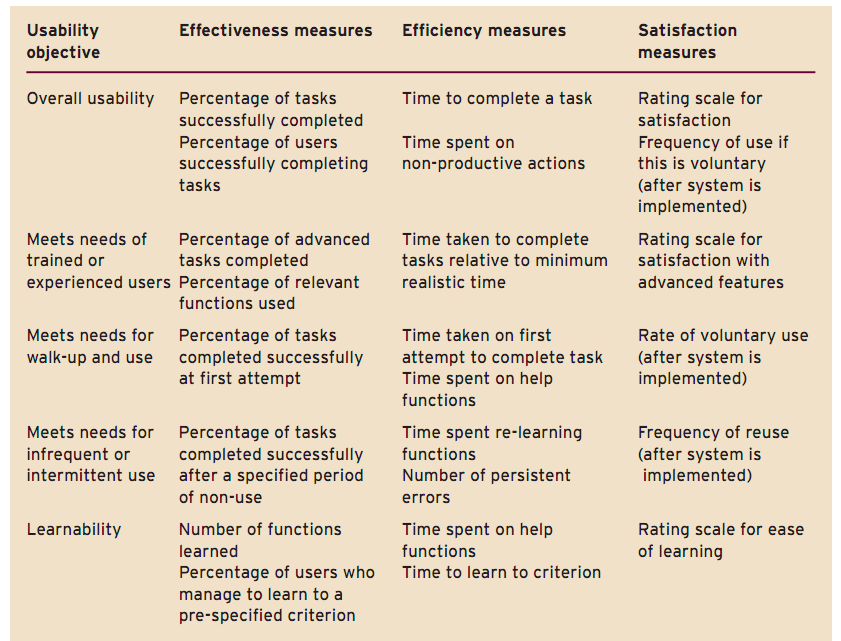 Usability objective
Effectiveness measures
Efficiency measures
Satisfaction measures
Overall usability
Percentage of tasks
successfully completed
Percentage of users
successfully completing
tasks
Time to complete a task
Time spent on
non-productive actions
Rating scale for
satisfaction
Frequency of use if
this is voluntary
(after system is
implemented)
Meets needs of
trained or
experienced users
Percentage of advanced
tasks completed
Percentage of relevant
functions used
Time taken to complete
tasks relative to minimum
realistic time
Rating scale for
satisfaction with
advanced features
Meets needs for
walk-up and use
Percentage of tasks
completed successfully
at first attempt
Time taken on first
attempt to complete task
Time spent on help
functions
Rate of voluntary use
(after system is
implemented)
Meets needs for
infrequent or
intermittent use
Percentage of tasks
completed successfully
after a specified period
of non-use
Time spent re-learning
functions
Number of persistent
errors
Frequency of reuse
(after system is
implemented)
Learnability
Number of functions
learned
Percentage of users who
manage to learn to a
pre-specified criterion
Time spent on help
functions
Time to learn to criterion
Rating scale for ease
of learning